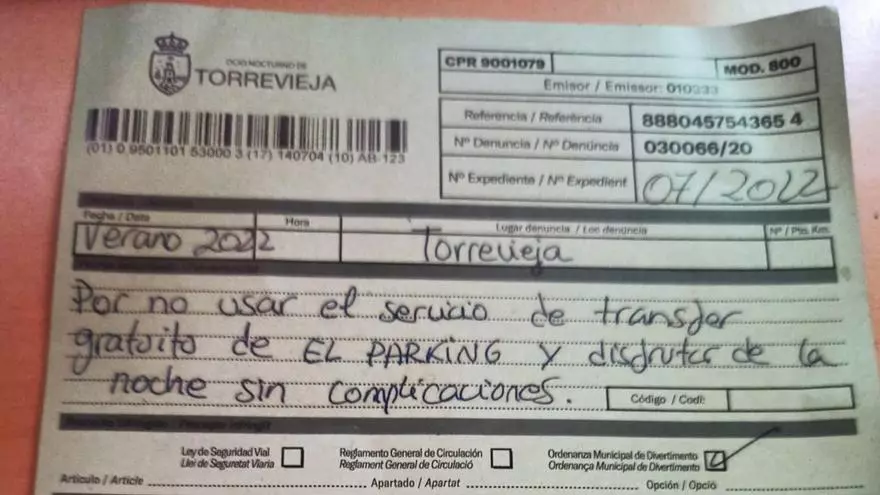 OCIO NOCTURNO DE
TORREVIEJA
CPR 9001079
MOD. 800
Emisor / Emissor: 010233
(01) 0 9501101 53000 3 (17) 140704 (10) AB-123
Referencia / Referència 888045754365 4
Nº Denuncia / Nº Denúncia 030066/20
Nº Expediente / Nº Expedient 07/2022
Fecha / Data Hora Lugar denuncia / Loc denúncia Nº / Pto. Km.
Verano 2022 Torrevieja
Por no usar el servicio de transfer
gratuito de EL PARKING y disfrutar de la
noche sin complicaciones.
Código / Codi:
Ley de Seguridad Vial
Llei de Seguretat Viaria
Reglamento General de Circulación
Reglament General de Circulació
Ordenanza Municipal de Divertimento
Ordenança Municipal de Divertimento
Artículo / Article Apartado / Apartat Opción / Opció